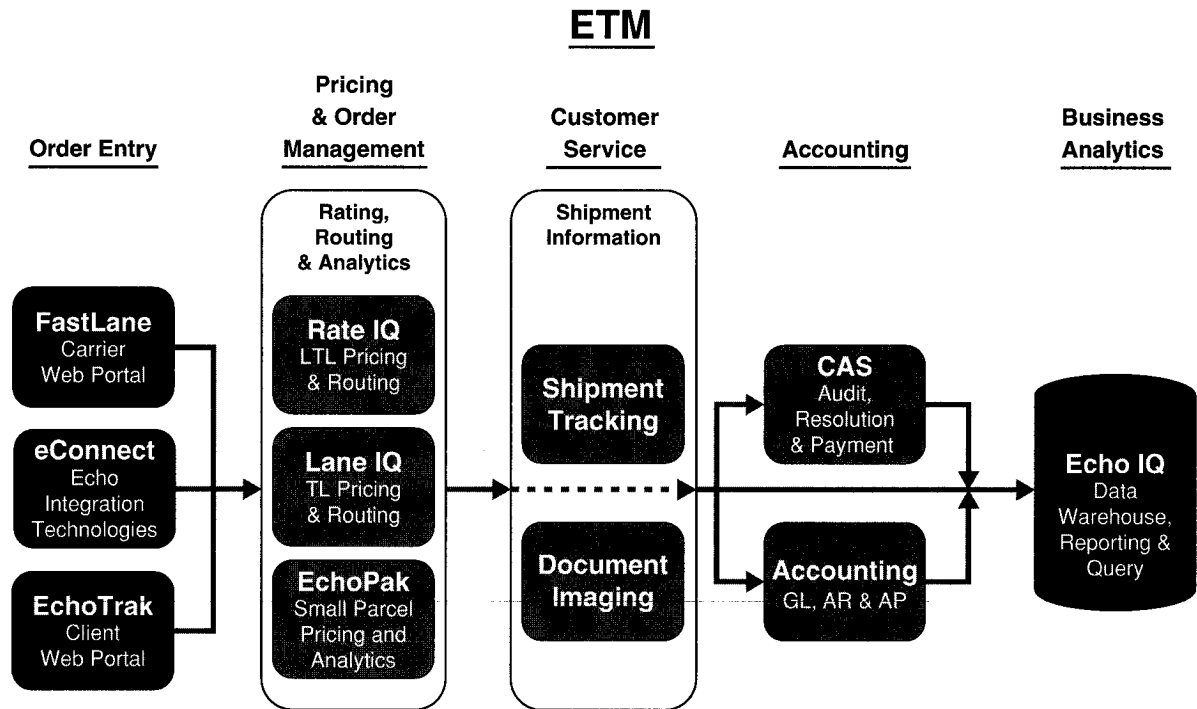 ETM
Order Entry
Pricing
& Order
Management
Customer
Service
Accounting
Business
Analytics
FastLane
Carrier
Web Portal
eConnect
Echo
Integration
Technologies
EchoTrak
Client
Web Portal
Rating,
Routing
& Analytics
Rate IQ
LTL Pricing
& Routing
Lane IQ
TL Pricing
& Routing
EchoPak
Small Parcel
Pricing and
Analytics
Shipment
Information
Shipment
Tracking
Document
Imaging
CAS
Audit,
Resolution
& Payment
Accounting
GL, AR & AP
Echo IQ
Data
Warehouse,
Reporting &
Query